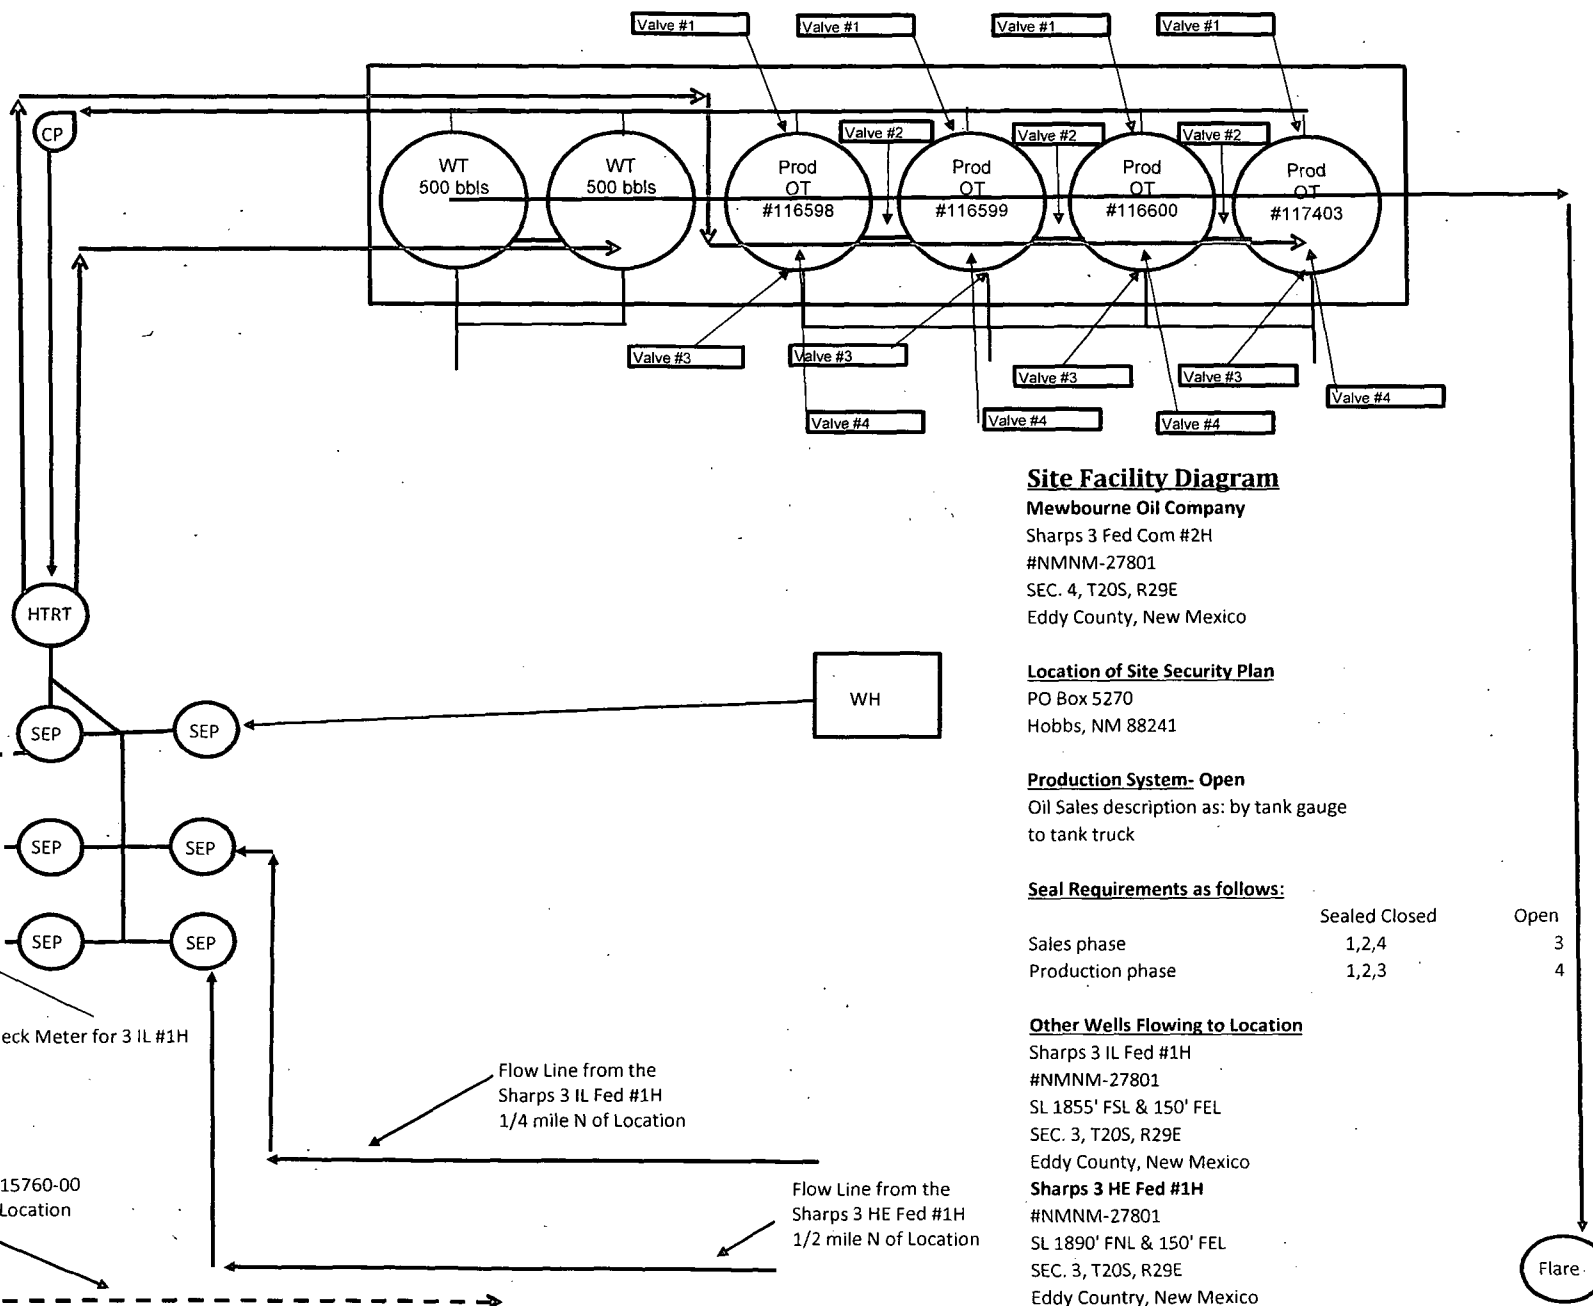 Valve #1
Valve #1
Valve #1
Valve #1
CP
WT
500 bbls
WT
500 bbls
Prod
OT
#116598
Valve #2
Prod
OT
#116599
Valve #2
Prod
OT
#116600
Valve #2
Prod
OT
#117403
Valve #3
Valve #3
Valve #3
Valve #3
Valve #4
Valve #4
Valve #4
Valve #4
Site Facility Diagram
Mewbourne Oil Company
Sharps 3 Fed Com #2H
#NMNM-27801
SEC. 4, T20S, R29E
Eddy County, New Mexico
HTRT
Location of Site Security Plan
PO Box 5270
Hobbs, NM 88241
WH
SEP
SEP
Production System- Open
Oil Sales description as: by tank gauge
to tank truck
SEP
SEP
Seal Requirements as follows:
Sealed Closed Open
Sales phase 1,2,4 3
Production phase 1,2,3 4
SEP
SEP
eck Meter for 3 IL #1H
Other Wells Flowing to Location
Sharps 3 IL Fed #1H
#NMNM-27801
SL 1855' FSL & 150' FEL
SEC. 3, T20S, R29E
Eddy County, New Mexico
Sharps 3 HE Fed #1H
#NMNM-27801
SL 1890' FNL & 150' FEL
SEC. 3, T20S, R29E
Eddy Country, New Mexico
Flow Line from the
Sharps 3 IL Fed #1H
1/4 mile N of Location
15760-00
Location
Flow Line from the
Sharps 3 HE Fed #1H
1/2 mile N of Location
Flare